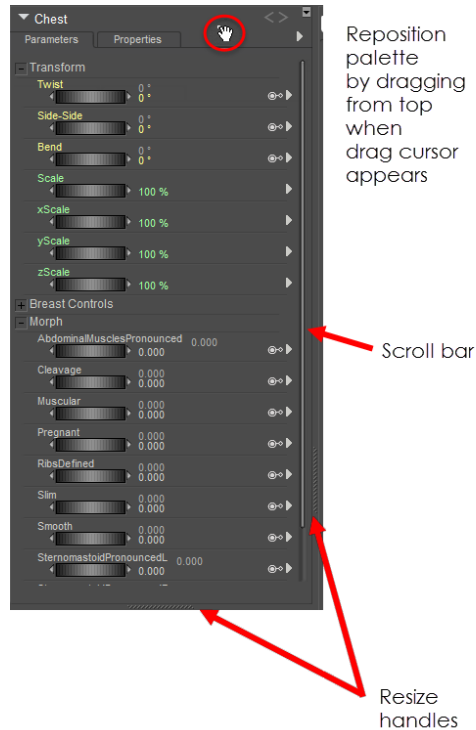 Chest
Parameters Properties
Reposition
palette
by dragging
from top
when
drag cursor
appears
Transform
Twist
0 °
0 °
Side-Side
0 °
0 °
Bend
0 °
0 °
Scale
100 %
xScale
100 %
yScale
100 %
zScale
100 %
Breast Controls
Morph
AbdominalMusclesPronounced 0.000
0.000
Scroll bar
Cleavage
0.000
0.000
Muscular
0.000
0.000
Pregnant
0.000
0.000
RibsDefined
0.000
0.000
Slim
0.000
0.000
Smooth
0.000
0.000
SternomastoidPronouncedL 0.000
0.000
Resize
handles